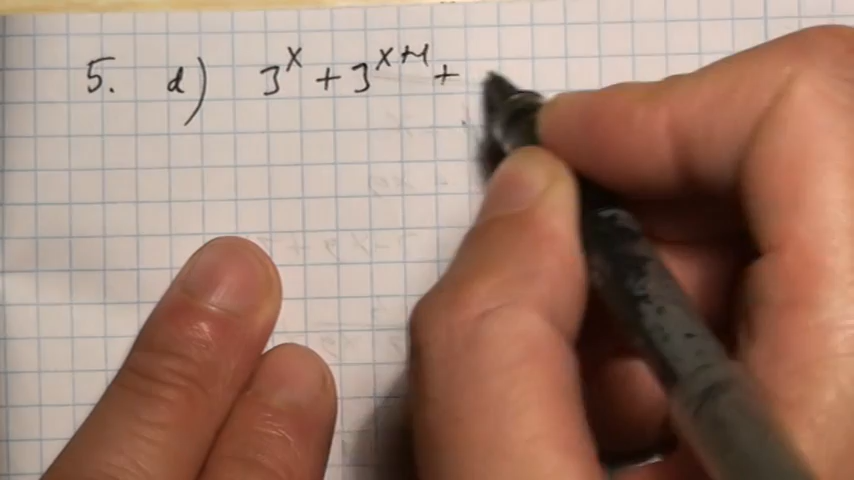 5. d) 3^x + 3^{x+1} +